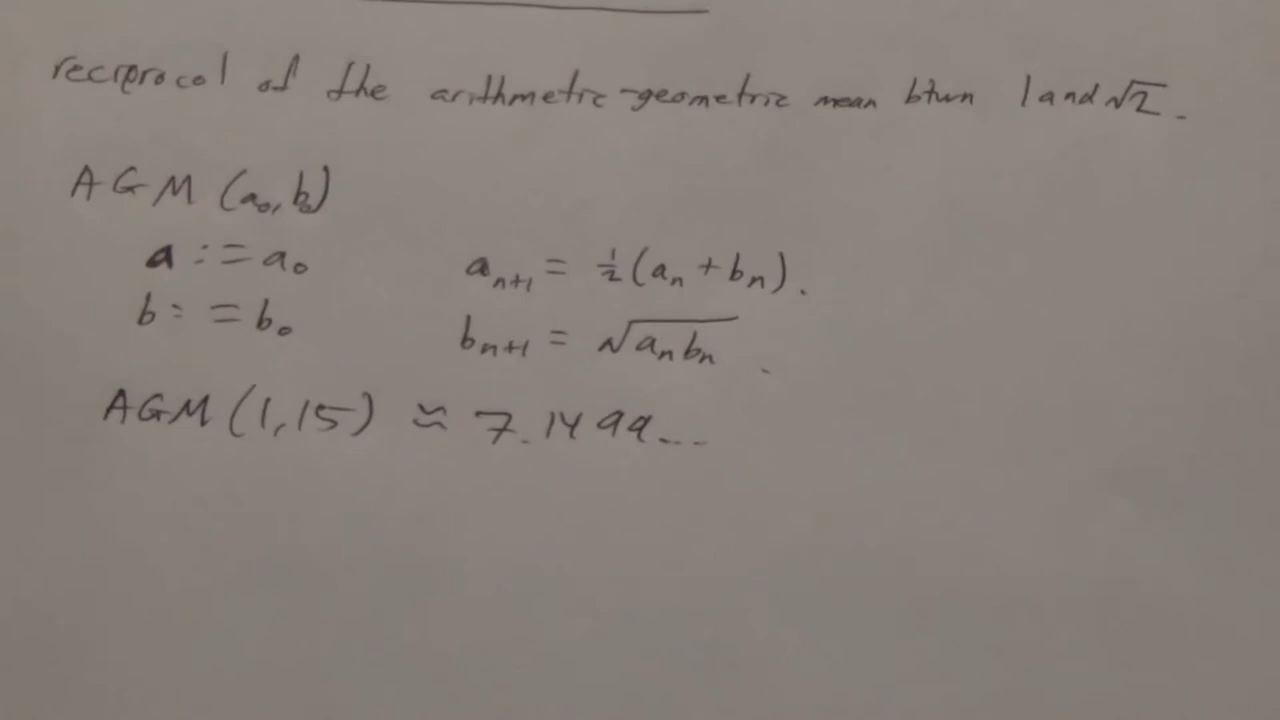 reciprocol of the arithmetic-geometric mean btwn 1 and √2.
AGM (a₀, b₀)
a := a₀ aₙ₊₁ = ½(aₙ + bₙ).
b := b₀ bₙ₊₁ = √aₙbₙ.
AGM(1,15) ≈ 7.1499...